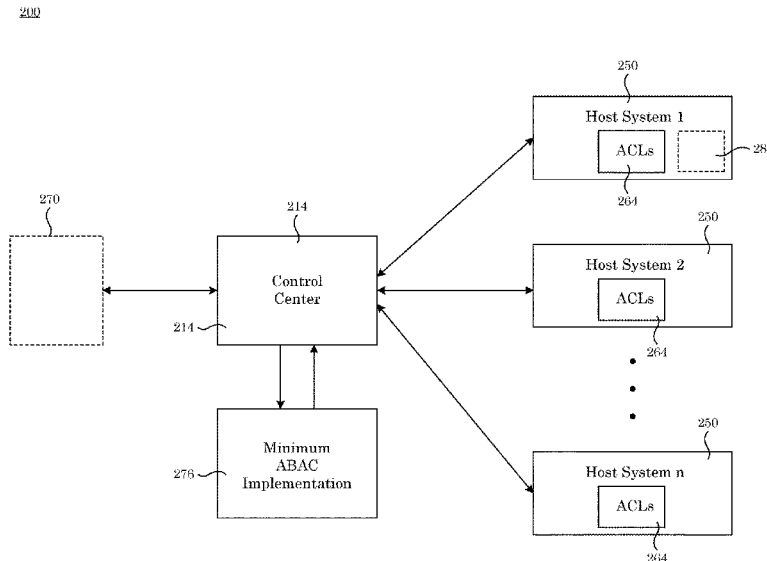 200
250
Host System 1
ACLs
28
264
270
214
Control
Center
214
250
Host System 2
ACLs
264
Minimum
ABAC
Implementation
276
250
Host System n
ACLs
264